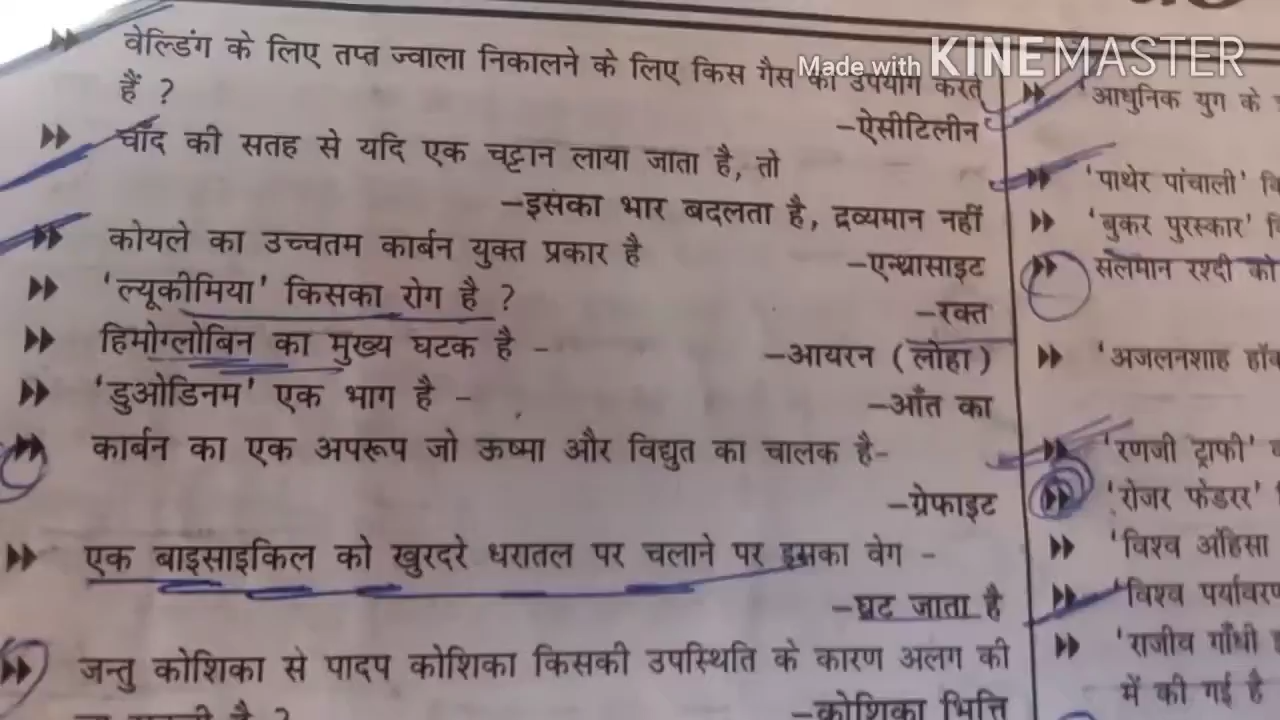 Made with KINEMASTER
▶▶ वेल्डिंग के लिए तप्त ज्वाला निकालने के लिए किस गैस का उपयोग करते
हैं ?
-ऐसीटिलीन
▶▶ चाँद की सतह से यदि एक चट्टान लाया जाता है, तो
-इसका भार बदलता है, द्रव्यमान नहीं
▶▶ कोयले का उच्चतम कार्बन युक्त प्रकार है
-एन्थ्रासाइट
▶▶ 'ल्यूकीमिया' किसका रोग है ?
-रक्त
▶▶ हिमोग्लोबिन का मुख्य घटक है -
-आयरन (लोहा)
▶▶ 'डुओडिनम' एक भाग है -
-आँत का
▶▶ कार्बन का एक अपरूप जो ऊष्मा और विद्युत का चालक है-
-ग्रेफाइट
▶▶ एक बाइसाइकिल को खुरदरे धरातल पर चलाने पर इसका वेग -
-घट जाता है
▶▶ जन्तु कोशिका से पादप कोशिका किसकी उपस्थिति के कारण अलग की
है ?
-कोशिका भित्ति
▶▶ 'आधुनिक युग के
▶▶ 'पाथेर पांचाली'
▶▶ 'बुकर पुरस्कार'
▶▶ सलमान रश्दी को
▶▶ 'अजलनशाह
▶▶ 'रणजी ट्राफी'
▶▶ 'रोजर फेडरर'
▶▶ 'विश्व अंहिसा
▶▶ 'विश्व पर्यावरण
▶▶ 'राजीव गाँधी
में की गई है